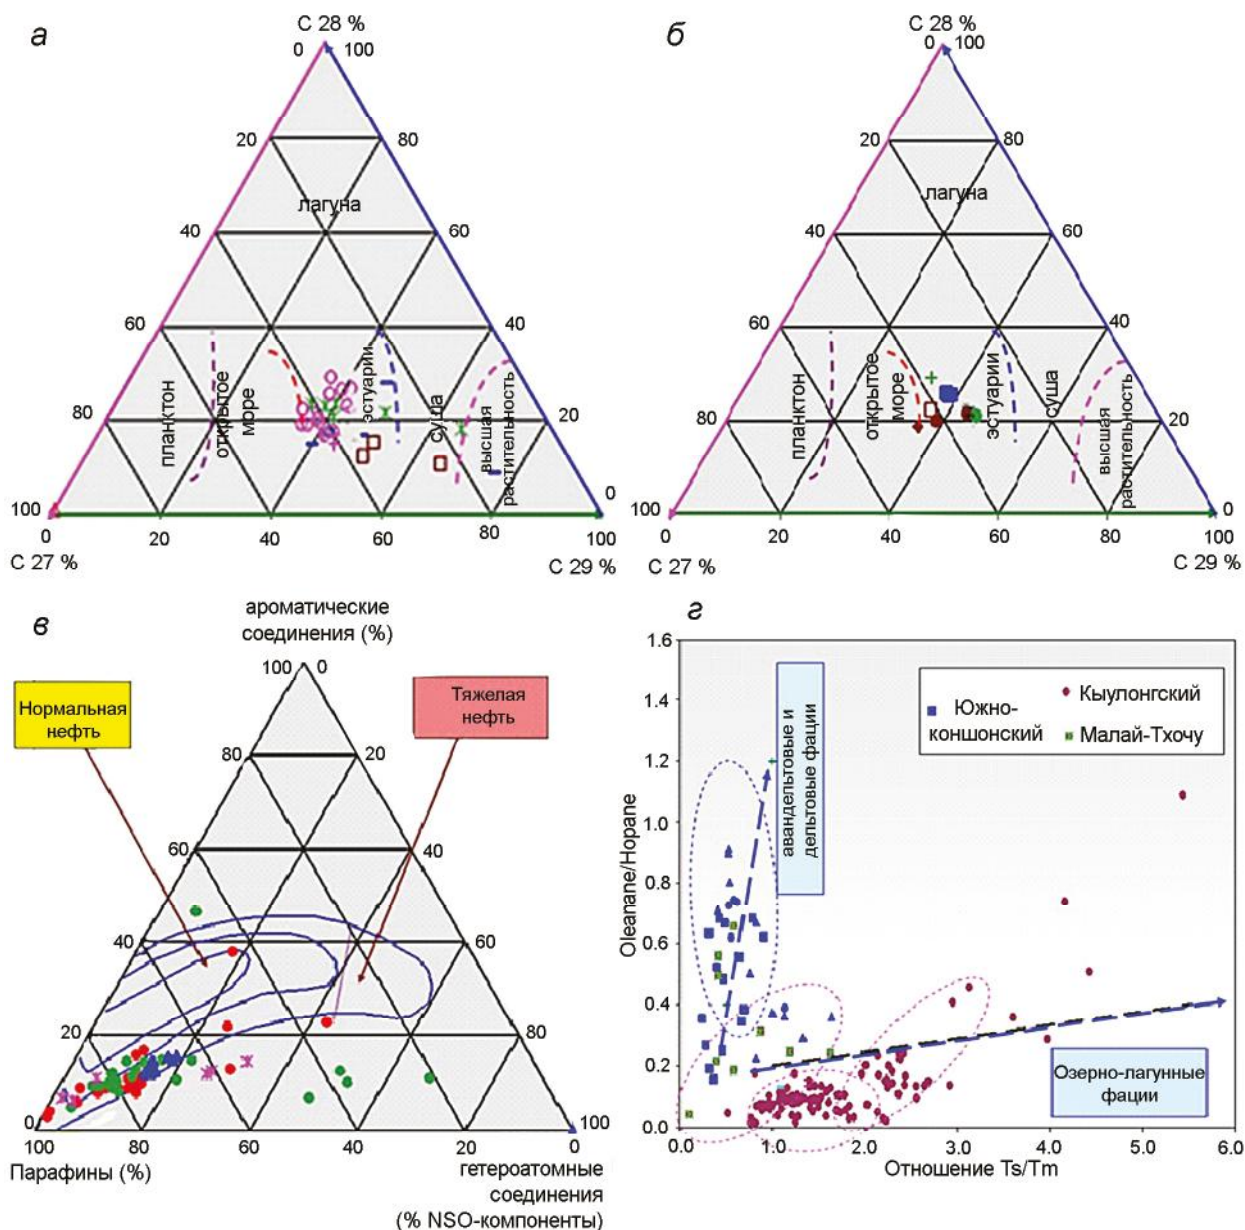 а
C 28 %
0 100
20 80
лагуна
40 60
60 40
планктон
открытое
море
эстуарии
суша
высшая
растительность
80 20
100 0
20 40 60 80 100
C 27 % C 29 %
б
C 28 %
0 100
20 80
лагуна
40 60
60 40
планктон
открытое
море
эстуарии
суша
высшая
растительность
80 20
100 0
20 40 60 80 100
C 27 % C 29 %
в
ароматические
соединения (%)
100 0
Нормальная
нефть
Тяжелая
нефть
80 20
60 40
40 60
20 80
0 100
100 80 60 40 20 0
Парафины (%)
гетероатомные
соединения
(% NSO-компоненты)
г
1.6
1.4
1.2
1.0
0.8
0.6
0.4
0.2
0.0
Oleanane/Hopane
авандельтовые и
дельтовые фации
Южно-
коншонский
Кыулонгский
Малай-Тхочу
Озерно-лагунные
фации
0.0 1.0 2.0 3.0 4.0 5.0 6.0
Отношение Ts/Tm